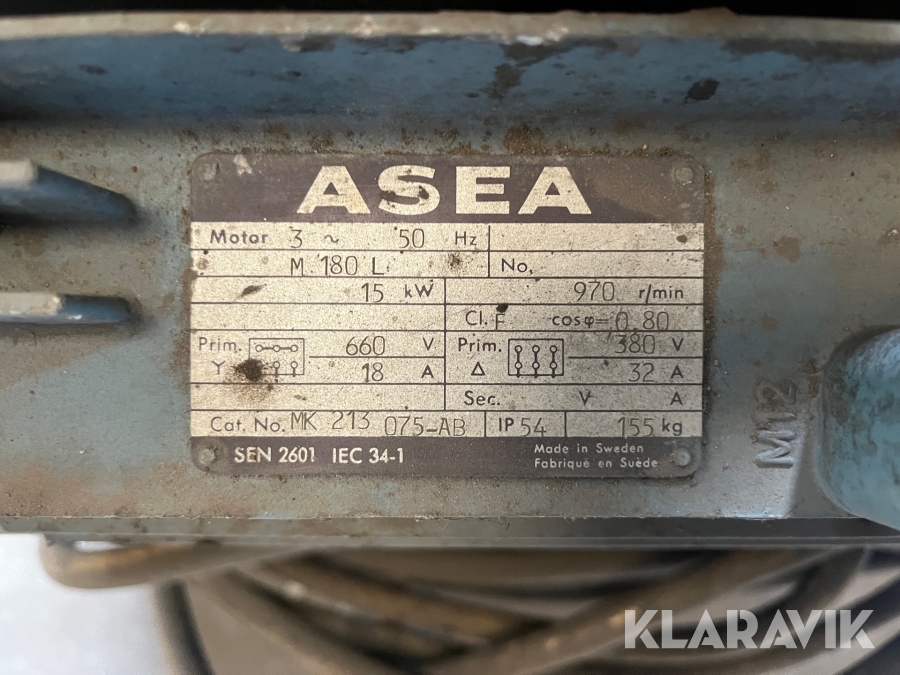 ASEA
Motor 3 ~ 50 Hz
M 180 L No.
15 kW 970 r/min
Cl. F cosφ=0,80
Prim. 660 V Prim. 380 V
Y 18 A Δ 32 A
Sec. V A
Cat. No. MK 213 075-AB IP 54 155 kg
SEN 2601 IEC 34-1 Made in Sweden
Fabriqué en Suède
M12
KLARAVIK